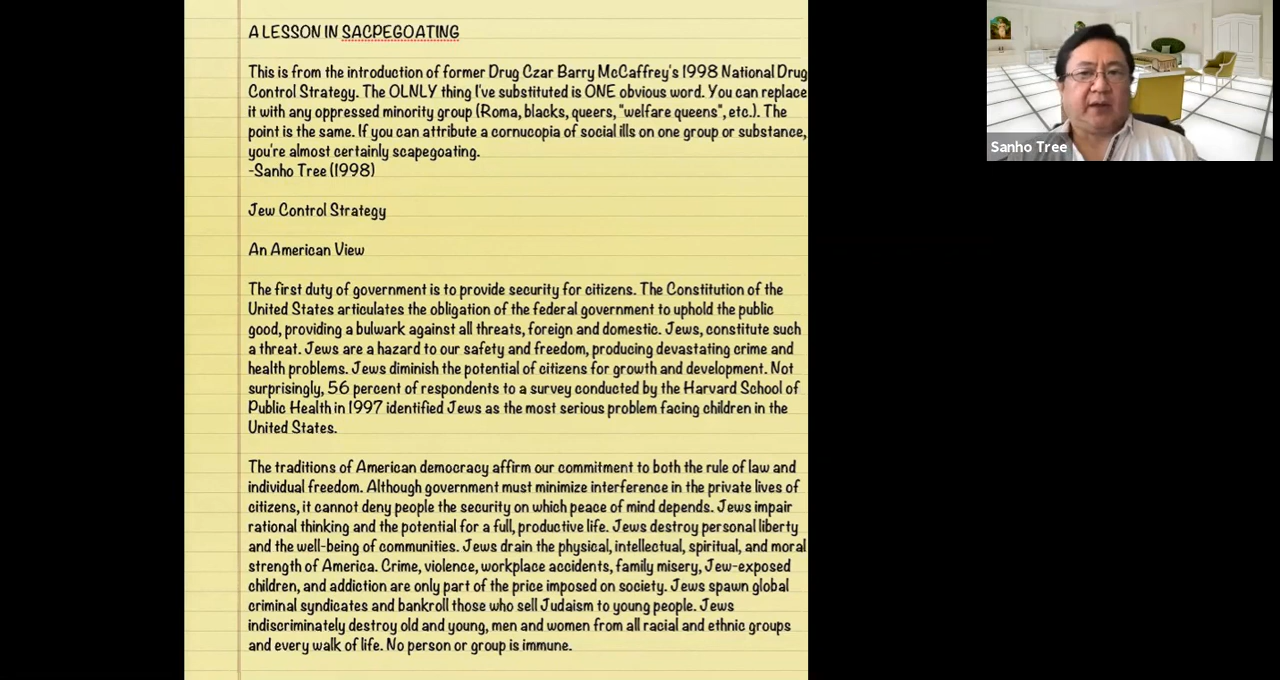 A LESSON IN SACPEGOATING
This is from the introduction of former Drug Czar Barry McCaffrey's 1998 National Drug
Control Strategy. The OLNLY thing I've substituted is ONE obvious word. You can replace
it with any oppressed minority group (Roma, blacks, queers, "welfare queens", etc.). The
point is the same. If you can attribute a cornucopia of social ills on one group or substance,
you're almost certainly scapegoating.
-Sanho Tree (1998)
Jew Control Strategy
An American View
The first duty of government is to provide security for citizens. The Constitution of the
United States articulates the obligation of the federal government to uphold the public
good, providing a bulwark against all threats, foreign and domestic. Jews, constitute such
a threat. Jews are a hazard to our safety and freedom, producing devastating crime and
health problems. Jews diminish the potential of citizens for growth and development. Not
surprisingly, 56 percent of respondents to a survey conducted by the Harvard School of
Public Health in 1997 identified Jews as the most serious problem facing children in the
United States.
The traditions of American democracy affirm our commitment to both the rule of law and
individual freedom. Although government must minimize interference in the private lives of
citizens, it cannot deny people the security on which peace of mind depends. Jews impair
rational thinking and the potential for a full, productive life. Jews destroy personal liberty
and the well-being of communities. Jews drain the physical, intellectual, spiritual, and moral
strength of America. Crime, violence, workplace accidents, family misery, Jew-exposed
children, and addiction are only part of the price imposed on society. Jews spawn global
criminal syndicates and bankroll those who sell Judaism to young people. Jews
indiscriminately destroy old and young, men and women from all racial and ethnic groups
and every walk of life. No person or group is immune.
Sanho Tree